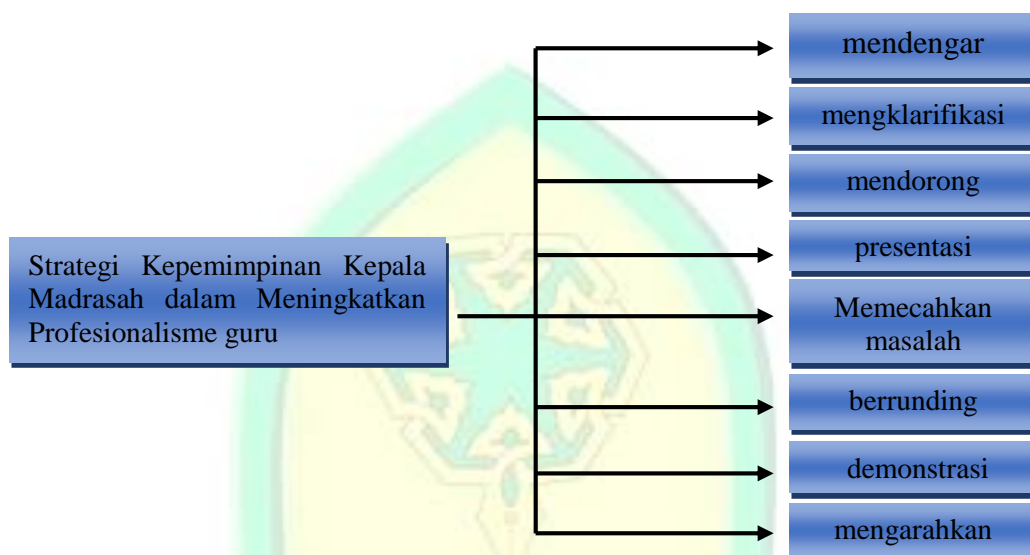 mendengar
mengklarifikasi
mendorong
presentasi
Strategi Kepemimpinan Kepala
Madrasah dalam Meningkatkan
Profesionalisme guru
Memecahkan
masalah
berrunding
demonstrasi
mengarahkan